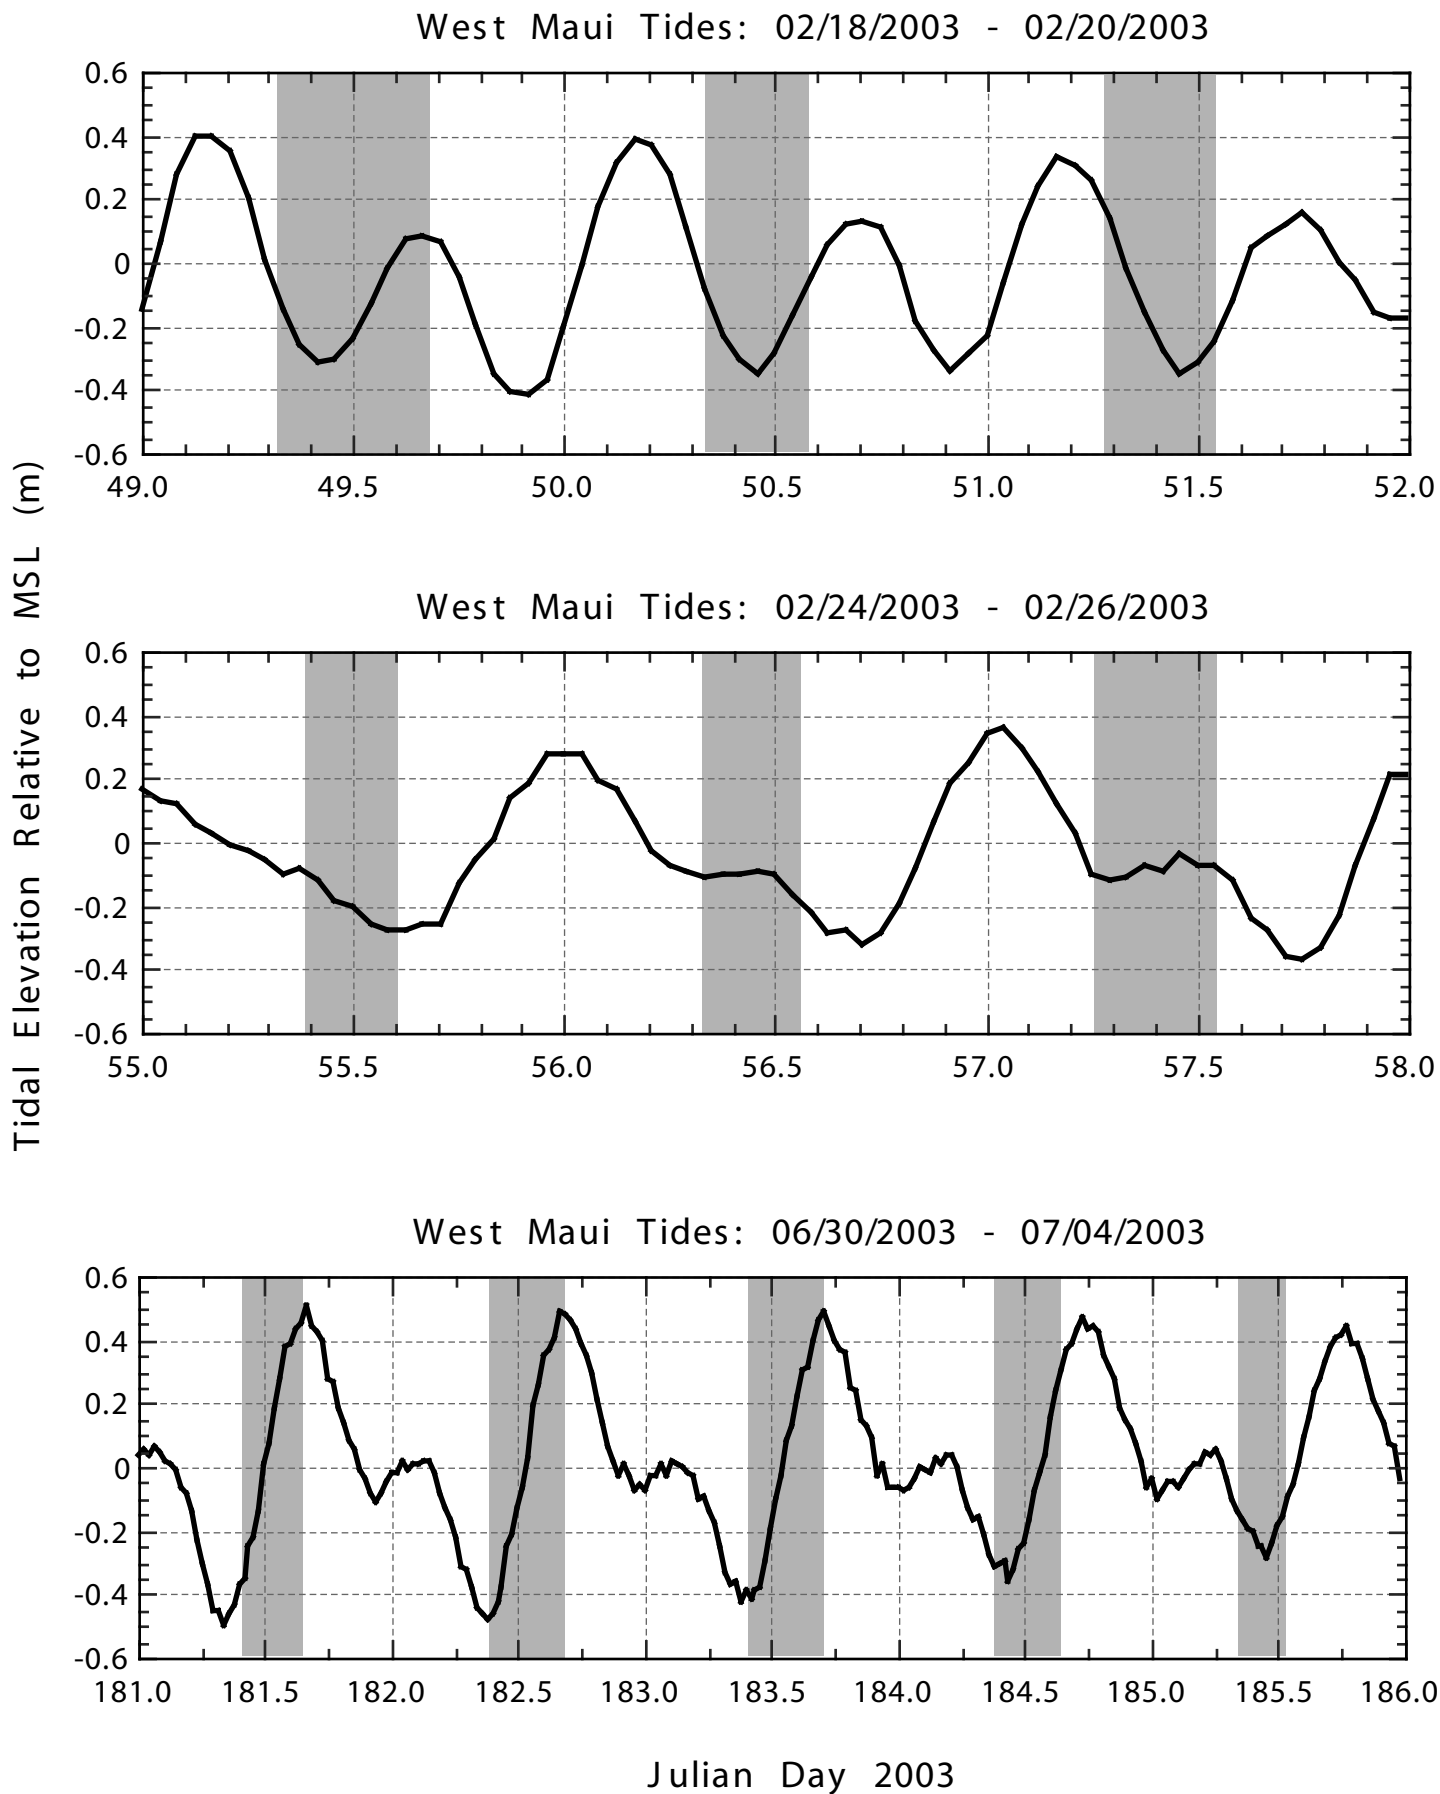 West Maui Tides: 02/18/2003 - 02/20/2003
0.6
0.4
0.2
0
-0.2
-0.4
-0.6
49.0 49.5 50.0 50.5 51.0 51.5 52.0
Tidal Elevation Relative to MSL (m)
West Maui Tides: 02/24/2003 - 02/26/2003
0.6
0.4
0.2
0
-0.2
-0.4
-0.6
55.0 55.5 56.0 56.5 57.0 57.5 58.0
West Maui Tides: 06/30/2003 - 07/04/2003
0.6
0.4
0.2
0
-0.2
-0.4
-0.6
181.0 181.5 182.0 182.5 183.0 183.5 184.0 184.5 185.0 185.5 186.0
Julian Day 2003